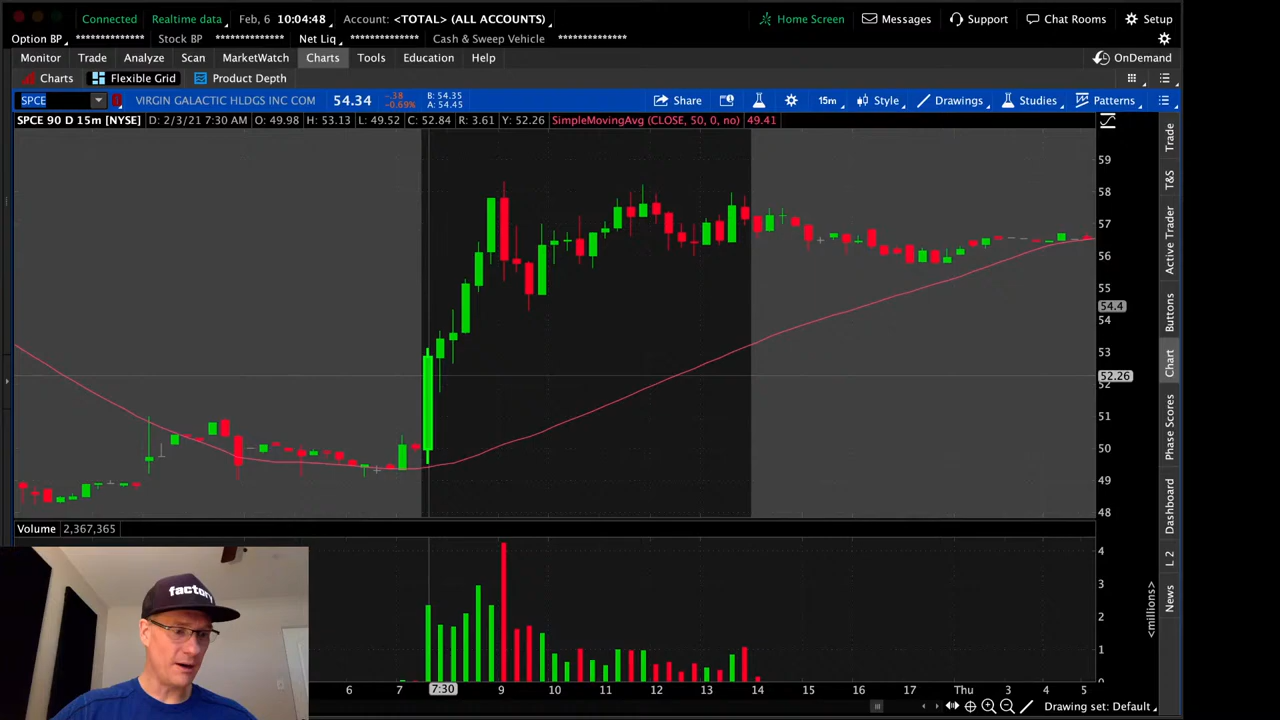 Connected Realtime data Feb, 6 10:04:48 Account: <TOTAL> (ALL ACCOUNTS) Home Screen Messages Support Chat Rooms Setup
Option BP ************** Stock BP ************** Net Liq ************** Cash & Sweep Vehicle **************
Monitor Trade Analyze Scan MarketWatch Charts Tools Education Help OnDemand
Charts Flexible Grid Product Depth
SPCE VIRGIN GALACTIC HLDGS INC COM 54.34 -.38 -0.69% B: 54.35 A: 54.45 Share 15m Style Drawings Studies Patterns
SPCE 90 D 15m [NYSE] D: 2/3/21 7:30 AM O: 49.98 H: 53.13 L: 49.52 C: 52.84 R: 3.61 Y: 52.26 SimpleMovingAvg (CLOSE, 50, 0, no) 49.41
59
58
57
56
55
54.4
54
53
52.26
52
51
50
49
48
Trade
T&S
Active Trader
Buttons
Chart
Phase Scores
Dashboard
L 2
News
Volume 2,367,365
4
3
2
1
0
<millions>
factory
6 7 7:30 9 10 11 12 13 14 15 16 17 Thu 3 4 5
Drawing set: Default